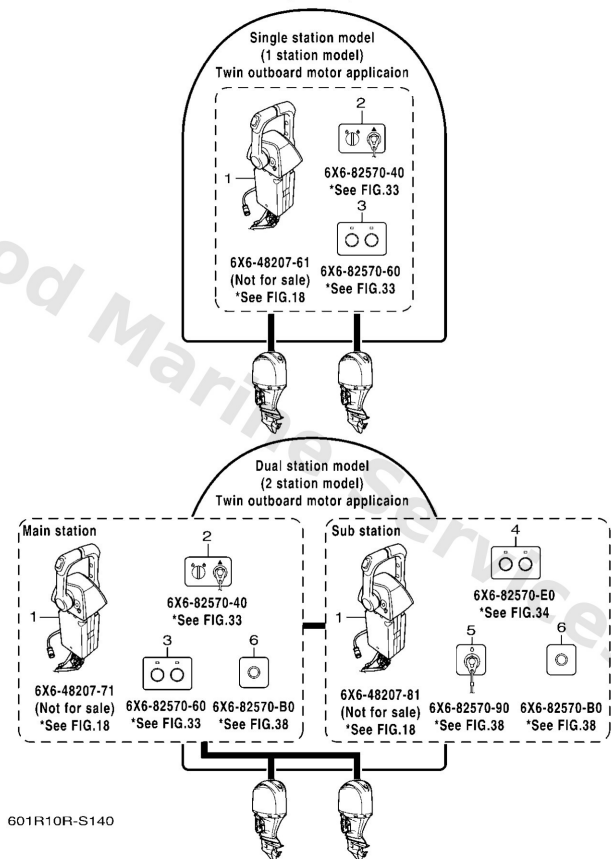 Single station model
(1 station model)
Twin outboard motor applicaion
2
1
6X6-82570-40
*See FIG.33
3
6X6-48207-61
(Not for sale)
*See FIG.18
6X6-82570-60
*See FIG.33
od Marine Services
Dual station model
(2 station model)
Twin outboard motor applicaion
Main station
2
1
6X6-82570-40
*See FIG.33
3
6
6X6-48207-71
(Not for sale)
*See FIG.18
6X6-82570-60
*See FIG.33
6X6-82570-B0
*See FIG.38
Sub station
4
1
6X6-82570-E0
*See FIG.34
5
6
6X6-48207-81
(Not for sale)
*See FIG.18
6X6-82570-90
*See FIG.38
6X6-82570-B0
*See FIG.38
601R10R-S140